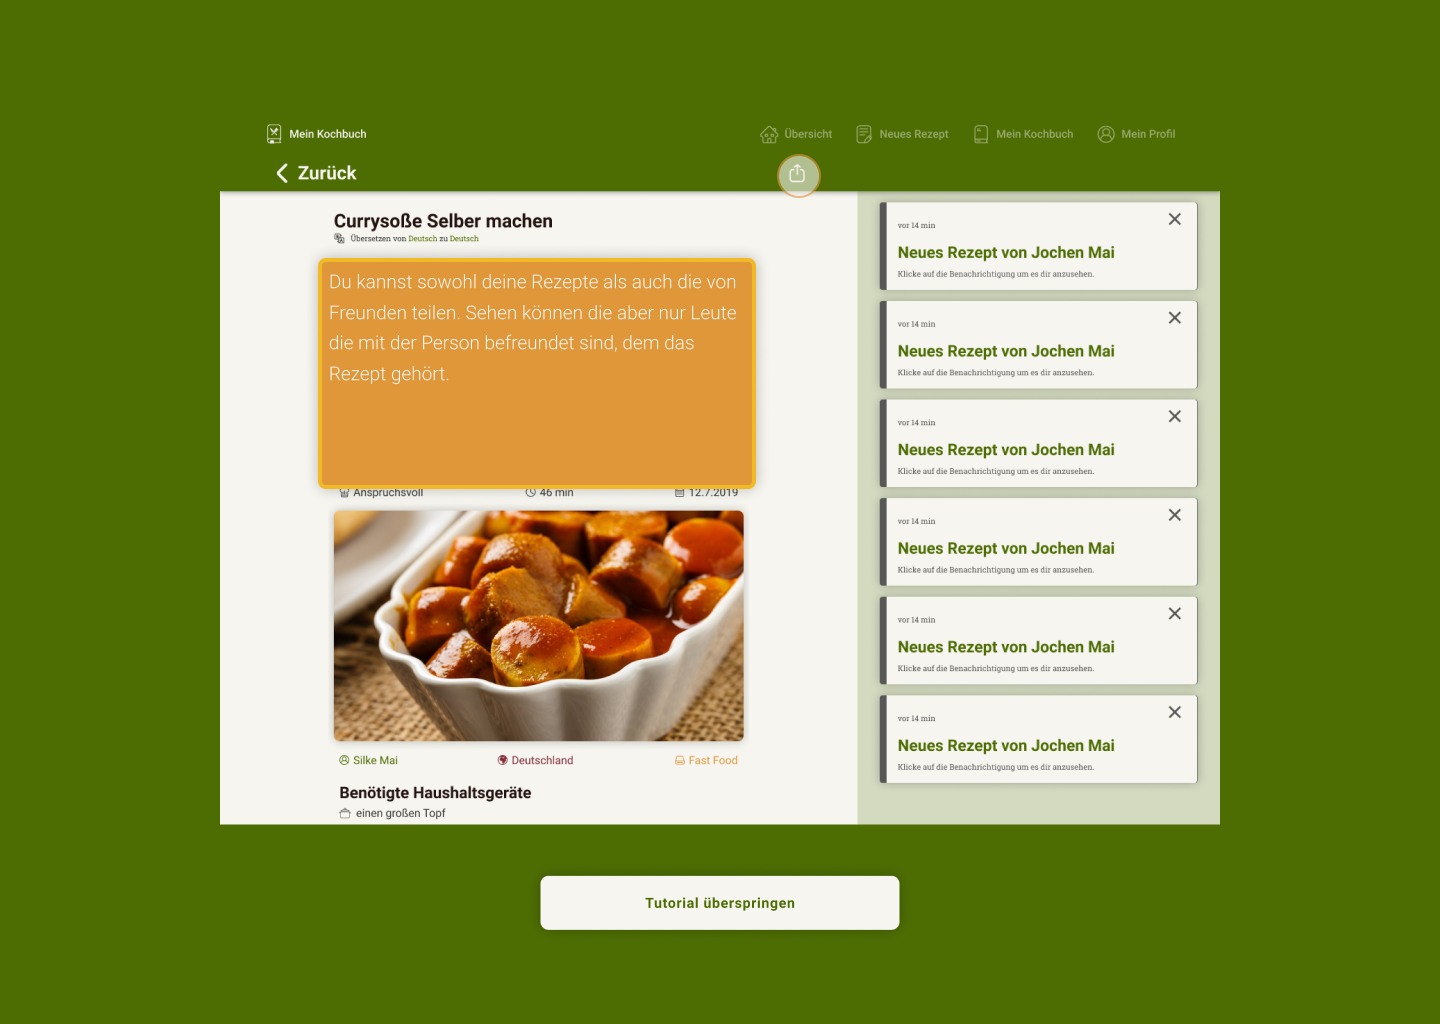 Mein Kochbuch
Übersicht
Neues Rezept
Mein Kochbuch
Mein Profil
Zurück
Currysoße Selber machen
Übersetzen von Deutsch zu Deutsch
Du kannst sowohl deine Rezepte als auch die von
Freunden teilen. Sehen können die aber nur Leute
die mit der Person befreundet sind, dem das
Rezept gehört.
Anspruchsvoll
46 min
12.7.2019
Silke Mai
Deutschland
Fast Food
Benötigte Haushaltsgeräte
einen großen Topf
vor 14 min
Neues Rezept von Jochen Mai
Klicke auf die Benachrichtigung um es dir anzusehen.
vor 14 min
Neues Rezept von Jochen Mai
Klicke auf die Benachrichtigung um es dir anzusehen.
vor 14 min
Neues Rezept von Jochen Mai
Klicke auf die Benachrichtigung um es dir anzusehen.
vor 14 min
Neues Rezept von Jochen Mai
Klicke auf die Benachrichtigung um es dir anzusehen.
vor 14 min
Neues Rezept von Jochen Mai
Klicke auf die Benachrichtigung um es dir anzusehen.
vor 14 min
Neues Rezept von Jochen Mai
Klicke auf die Benachrichtigung um es dir anzusehen.
Tutorial überspringen